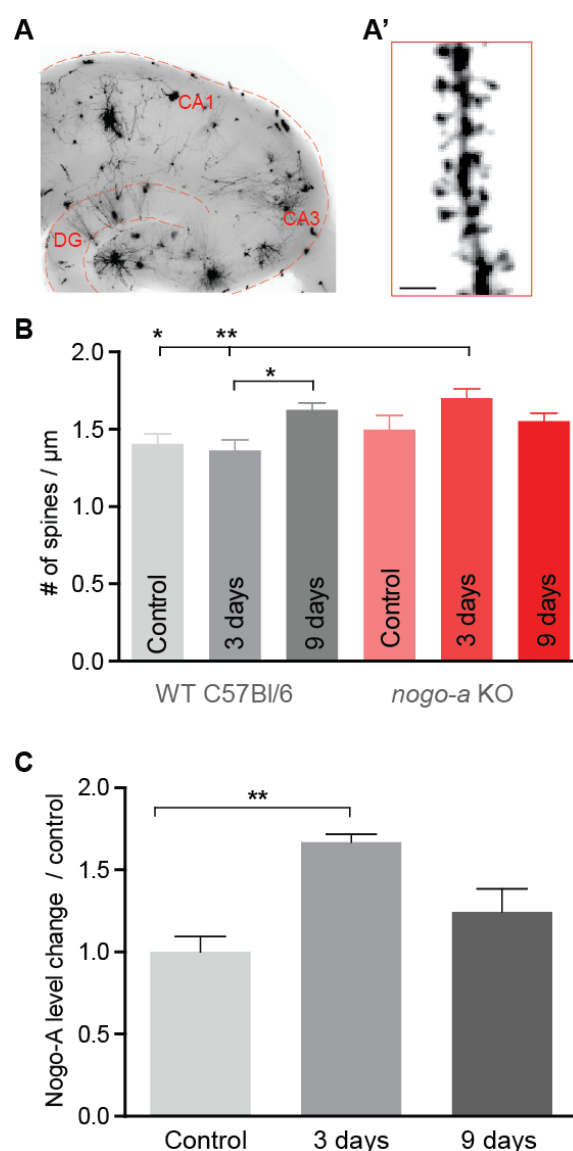 A
A'
CA1
CA3
DG
B
* **
*
2.0
1.5
1.0
0.5
0.0
# of spines / µm
Control
3 days
9 days
Control
3 days
9 days
WT C57Bl/6
nogo-a KO
C
**
2.0
1.5
1.0
0.5
0.0
Nogo-A level change / control
Control
3 days
9 days